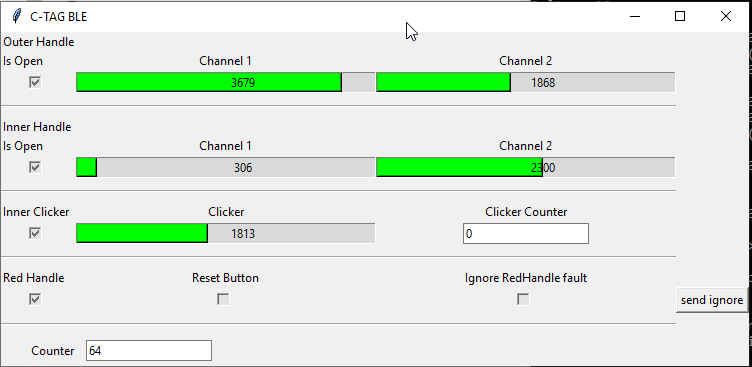 C-TAG BLE
Outer Handle
Is Open Channel 1 Channel 2
3679 1868
Inner Handle
Is Open Channel 1 Channel 2
306 2300
Inner Clicker Clicker Clicker Counter
1813 0
Red Handle Reset Button Ignore RedHandle fault
send ignore
Counter 64